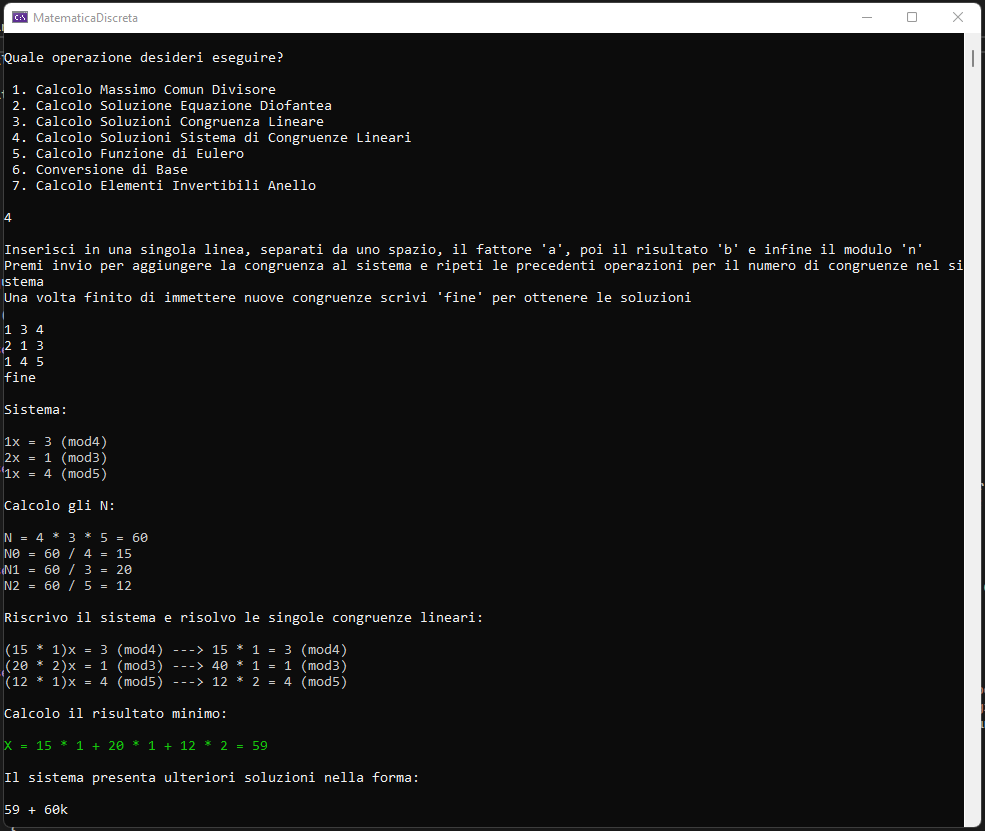 MatematicaDiscreta
Quale operazione desideri eseguire?
1. Calcolo Massimo Comun Divisore
2. Calcolo Soluzione Equazione Diofantea
3. Calcolo Soluzioni Congruenza Lineare
4. Calcolo Soluzioni Sistema di Congruenze Lineari
5. Calcolo Funzione di Eulero
6. Conversione di Base
7. Calcolo Elementi Invertibili Anello
4
Inserisci in una singola linea, separati da uno spazio, il fattore 'a', poi il risultato 'b' e infine il modulo 'n'
Premi invio per aggiungere la congruenza al sistema e ripeti le precedenti operazioni per il numero di congruenze nel si
stema
Una volta finito di immettere nuove congruenze scrivi 'fine' per ottenere le soluzioni
1 3 4
2 1 3
1 4 5
fine
Sistema:
1x = 3 (mod4)
2x = 1 (mod3)
1x = 4 (mod5)
Calcolo gli N:
N = 4 * 3 * 5 = 60
N0 = 60 / 4 = 15
N1 = 60 / 3 = 20
N2 = 60 / 5 = 12
Riscrivo il sistema e risolvo le singole congruenze lineari:
(15 * 1)x = 3 (mod4) ---> 15 * 1 = 3 (mod4)
(20 * 2)x = 1 (mod3) ---> 40 * 1 = 1 (mod3)
(12 * 1)x = 4 (mod5) ---> 12 * 2 = 4 (mod5)
Calcolo il risultato minimo:
X = 15 * 1 + 20 * 1 + 12 * 2 = 59
Il sistema presenta ulteriori soluzioni nella forma:
59 + 60k